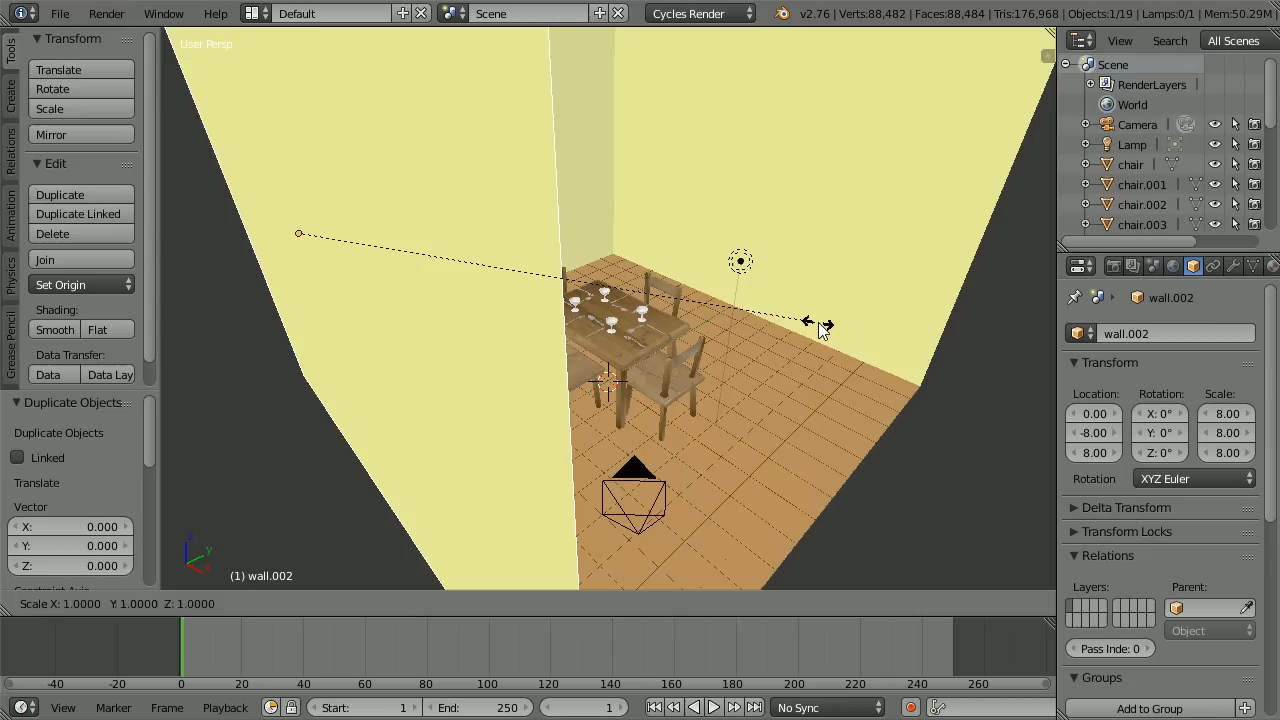 File Render Window Help Default Scene Cycles Render v2.76 | Verts:88,482 | Faces:88,484 | Tris:176,968 | Objects:1/19 | Lamps:0/1 | Mem:50.29M
User Persp
Transform
Translate
Rotate
Scale
Mirror
Edit
Duplicate
Duplicate Linked
Delete
Join
Set Origin
Shading:
Smooth Flat
Data Transfer:
Data Data Lay
Tools
Create
Relations
Animation
Physics
Grease Pencil
Duplicate Objects
Duplicate Objects
Linked
Translate
Vector
X: 0.000
Y: 0.000
Z: 0.000
z
y
(1) wall.002
Scale X: 1.0000 Y: 1.0000 Z: 1.0000
View Search All Scenes
Scene
RenderLayers
World
Camera
Lamp
chair
chair.001
chair.002
chair.003
wall.002
wall.002
Transform
Location: Rotation: Scale:
0.00 X: 0° 8.00
-8.00 Y: 0° 8.00
8.00 Z: 0° 8.00
Rotation XYZ Euler
Delta Transform
Transform Locks
Relations
Layers: Parent:
Object
Pass Inde: 0
Groups
Add to Group
-40 -20 0 20 40 60 80 100 120 140 160 180 200 220 240 260
View Marker Frame Playback Start: 1 End: 250 1 No Sync